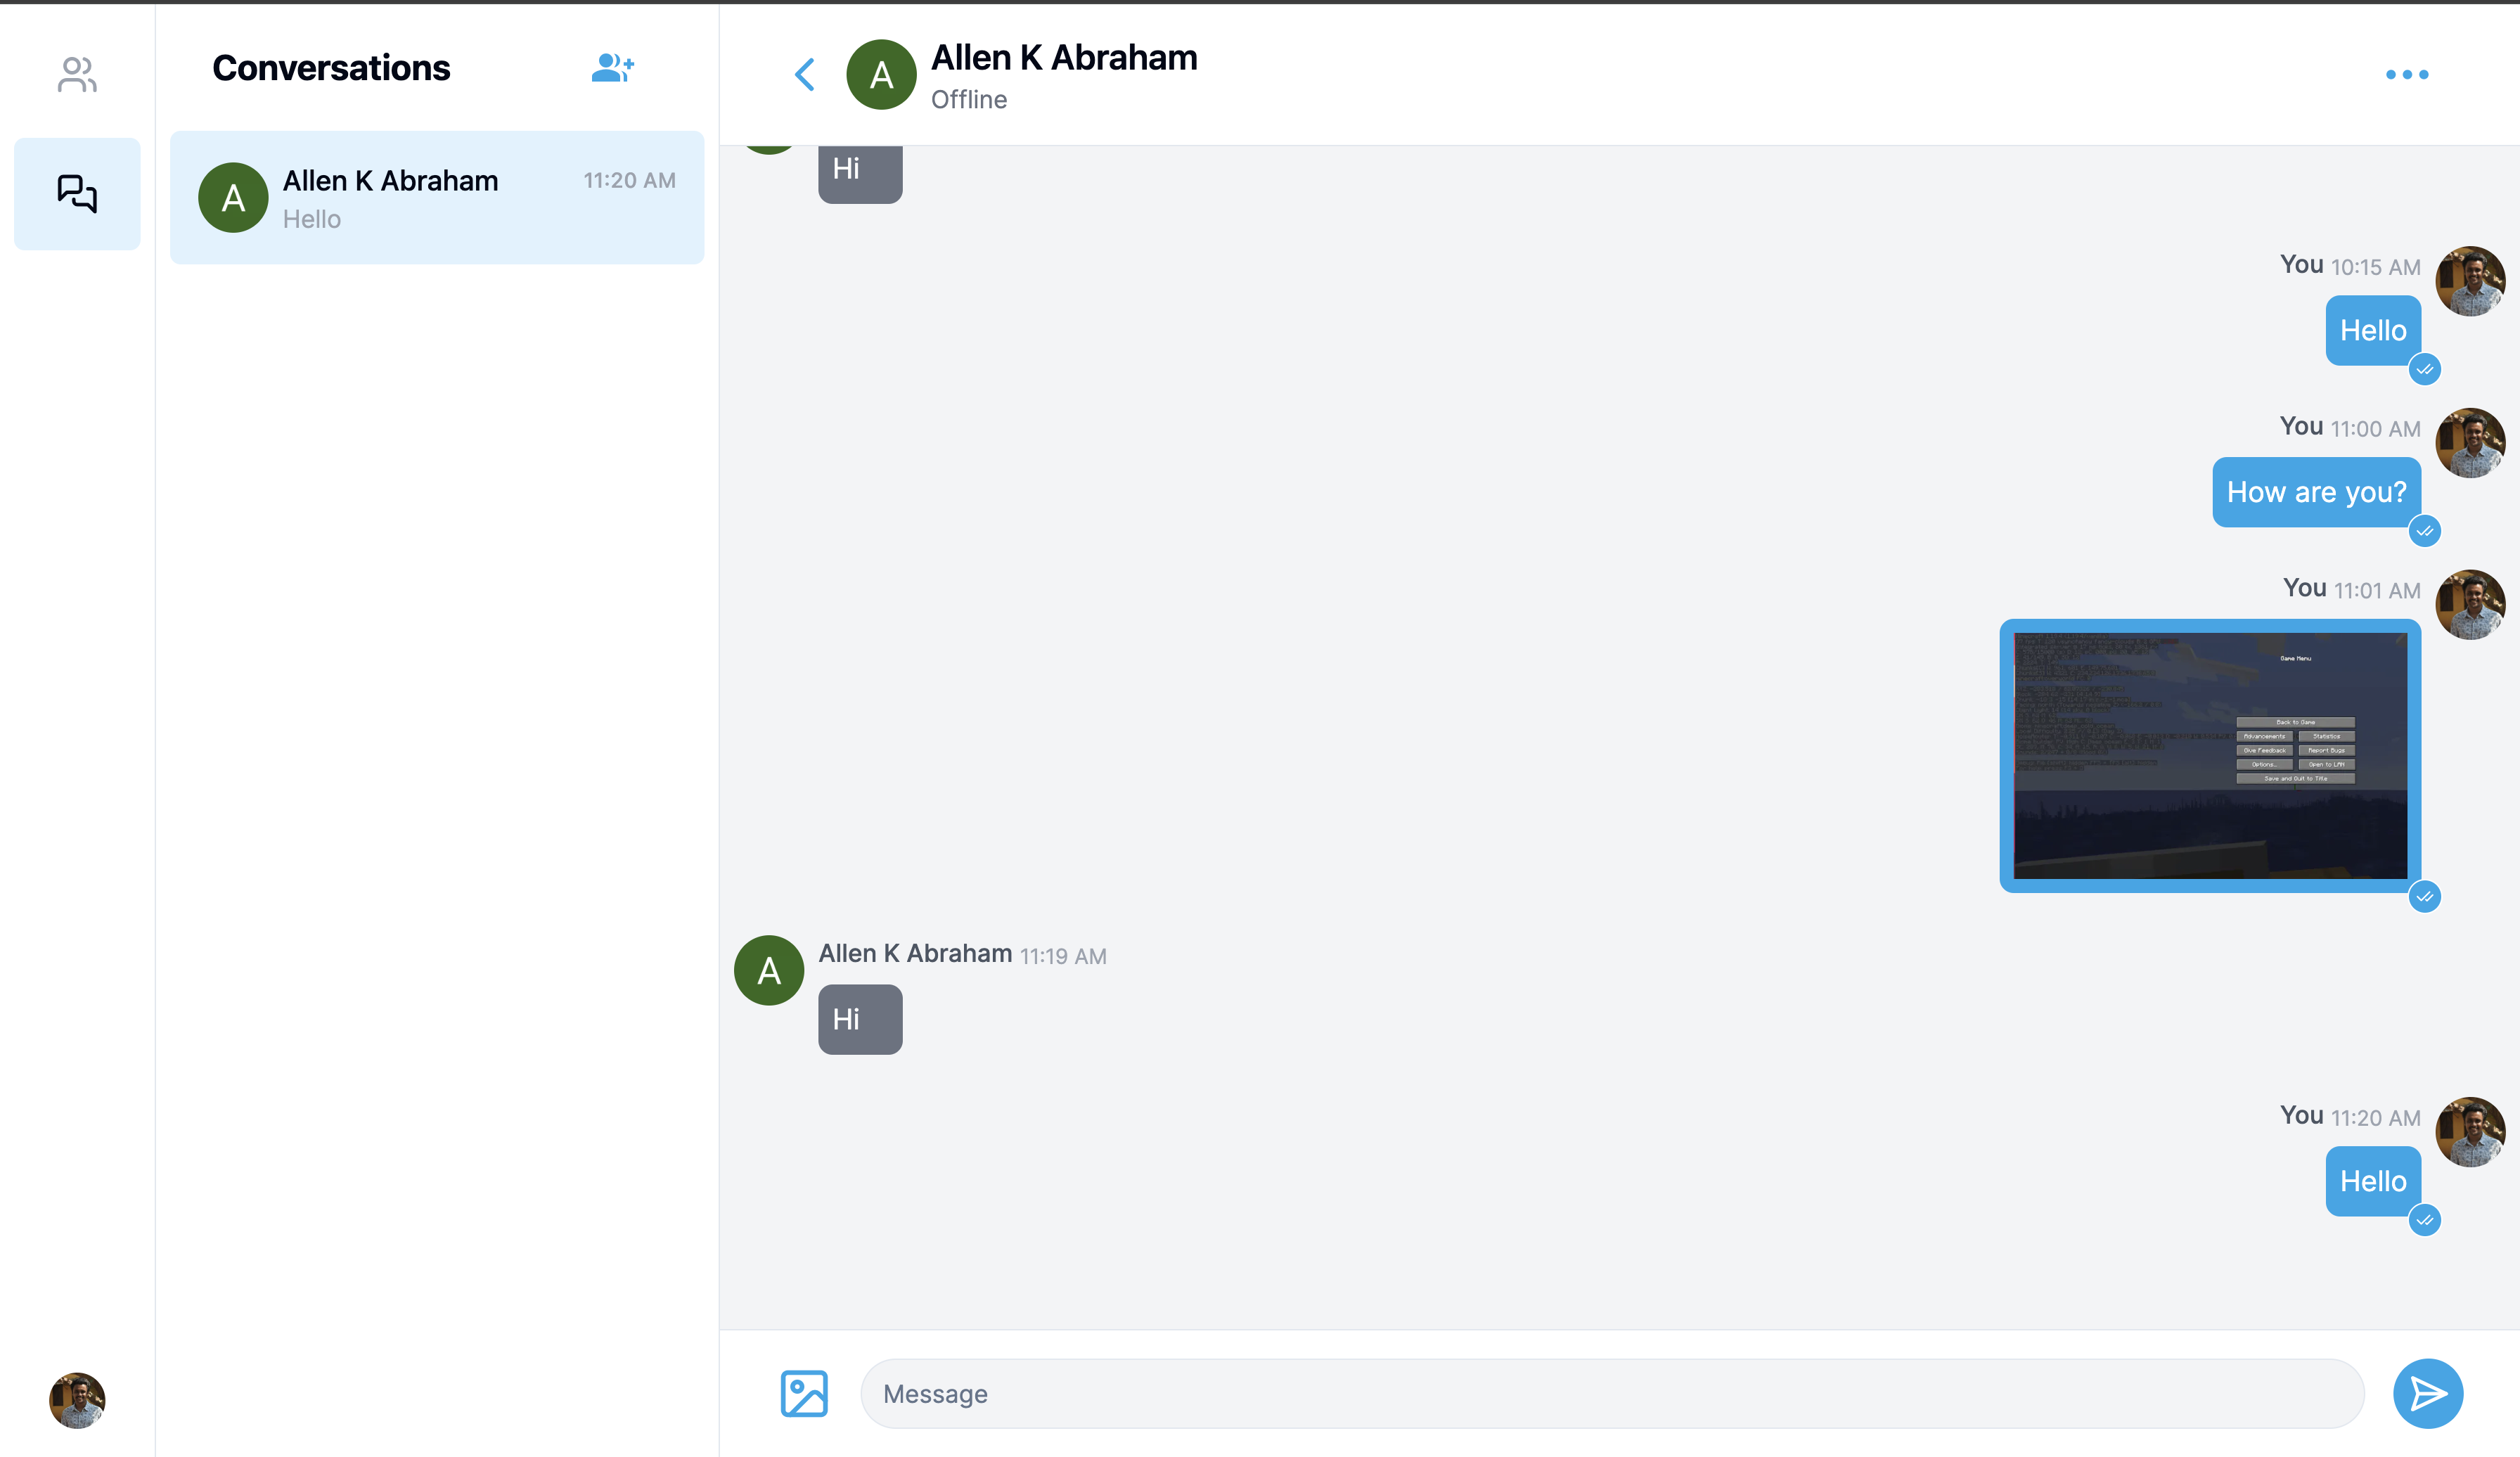 Conversations
A
Allen K Abraham
11:20 AM
Hello
A
Allen K Abraham
Offline
Hi
You 10:15 AM
Hello
You 11:00 AM
How are you?
You 11:01 AM
Game Menu
Back to Game
Advancements Statistics
Give Feedback Report Bugs
Options... Open to LAN
Save and Quit to Title
A
Allen K Abraham 11:19 AM
Hi
You 11:20 AM
Hello
Message